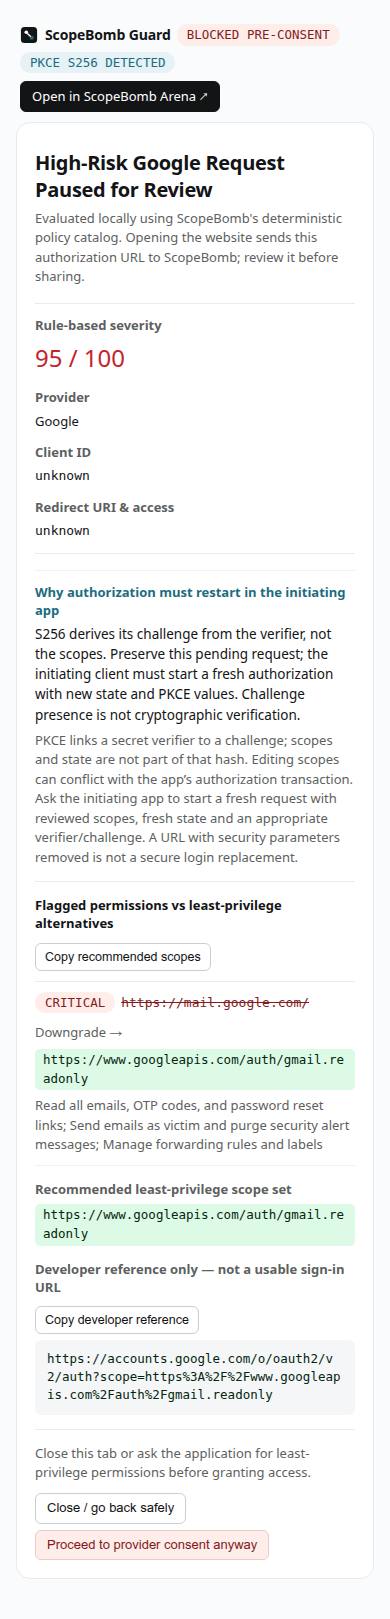 ScopeBomb Guard BLOCKED PRE-CONSENT
PKCE S256 DETECTED
Open in ScopeBomb Arena ↗
High-Risk Google Request
Paused for Review
Evaluated locally using ScopeBomb's deterministic
policy catalog. Opening the website sends this
authorization URL to ScopeBomb; review it before
sharing.
Rule-based severity
95 / 100
Provider
Google
Client ID
unknown
Redirect URI & access
unknown
Why authorization must restart in the initiating
app
S256 derives its challenge from the verifier, not
the scopes. Preserve this pending request; the
initiating client must start a fresh authorization
with new state and PKCE values. Challenge
presence is not cryptographic verification.
PKCE links a secret verifier to a challenge; scopes
and state are not part of that hash. Editing scopes
can conflict with the app's authorization transaction.
Ask the initiating app to start a fresh request with
reviewed scopes, fresh state and an appropriate
verifier/challenge. A URL with security parameters
removed is not a secure login replacement.
Flagged permissions vs least-privilege
alternatives
Copy recommended scopes
CRITICAL https://mail.google.com/
Downgrade →
https://www.googleapis.com/auth/gmail.re
adonly
Read all emails, OTP codes, and password reset
links; Send emails as victim and purge security alert
messages; Manage forwarding rules and labels
Recommended least-privilege scope set
https://www.googleapis.com/auth/gmail.re
adonly
Developer reference only — not a usable sign-in
URL
Copy developer reference
https://accounts.google.com/o/oauth2/v
2/auth?scope=https%3A%2F%2Fwww.googleap
is.com%2Fauth%2Fgmail.readonly
Close this tab or ask the application for least-
privilege permissions before granting access.
Close / go back safely
Proceed to provider consent anyway